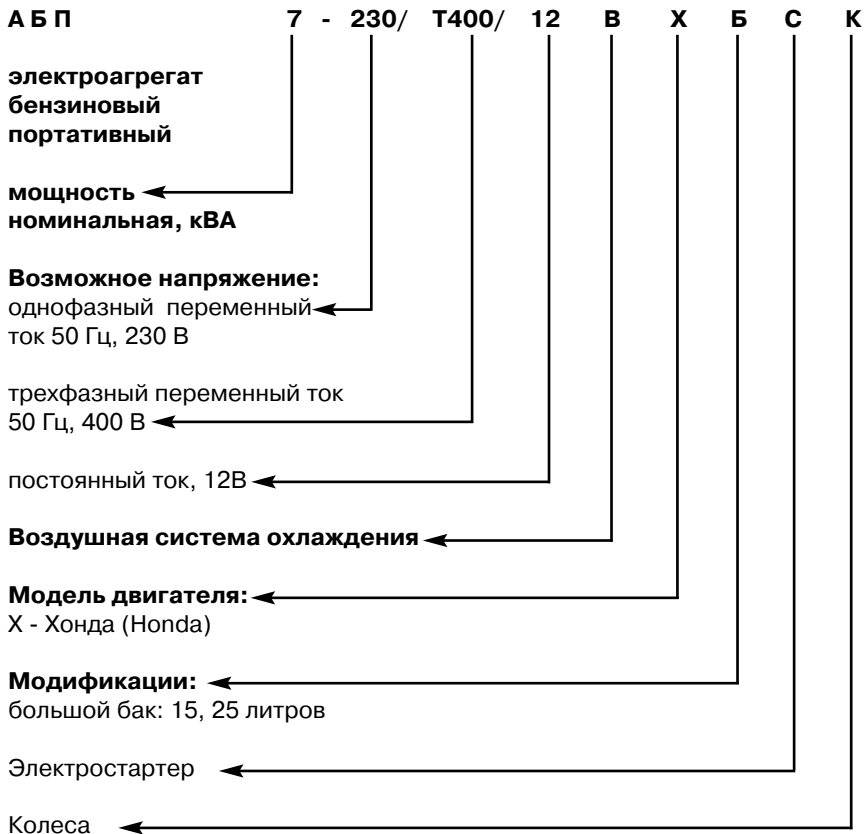 А Б П 7 - 230/ Т400/ 12 В Х Б С К
электроагрегат
бензиновый
портативный
мощность
номинальная, кВА
Возможное напряжение:
однофазный переменный
ток 50 Гц, 230 В
трехфазный переменный ток
50 Гц, 400 В
постоянный ток, 12В
Воздушная система охлаждения
Модель двигателя:
Х - Хонда (Honda)
Модификации:
большой бак: 15, 25 литров
Электростартер
Колеса